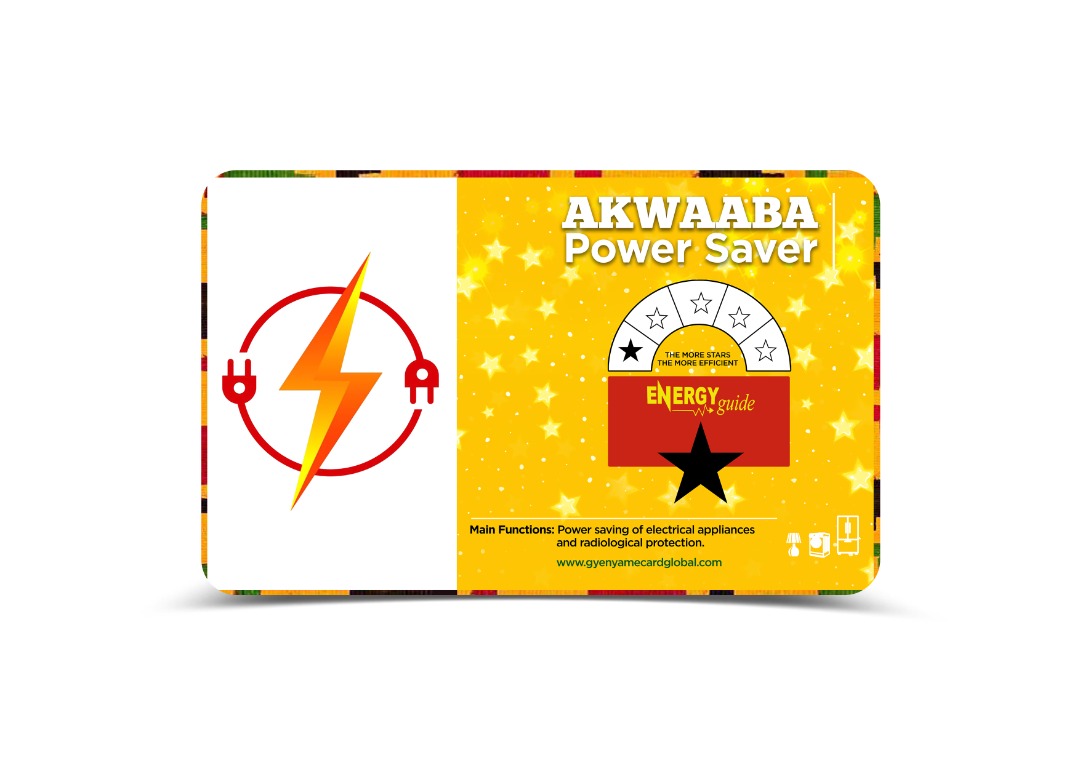 AKWAABA
Power Saver
THE MORE STARS
THE MORE EFFICIENT
ENERGY
guide
Main Functions: Power saving of electrical appliances
and radiological protection.
www.gyenyamecardglobal.com